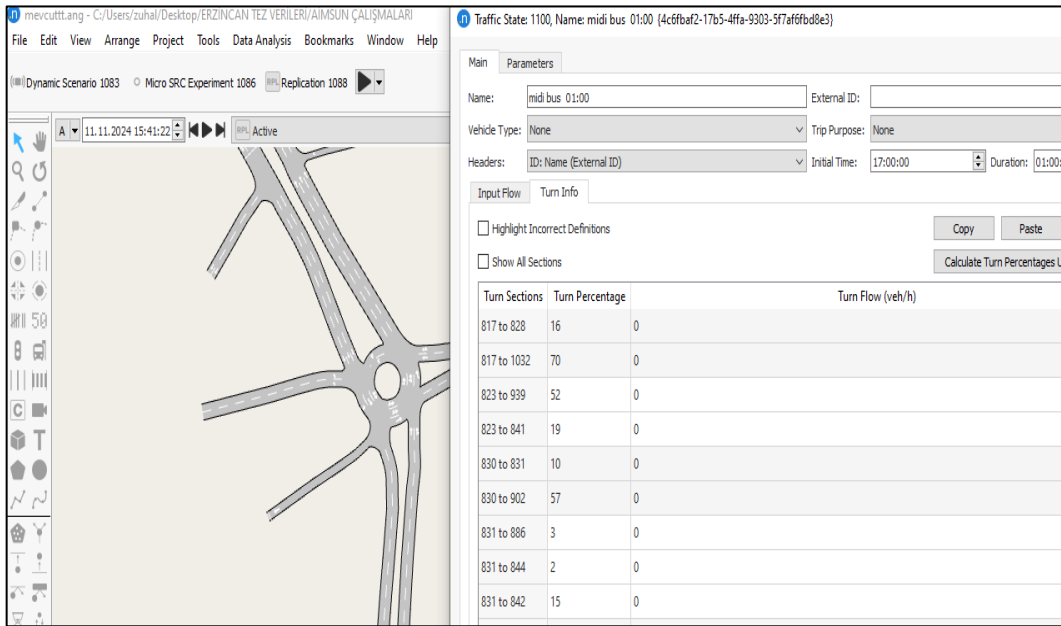 mevcuttt.ang - C:/Users/zuhal/Desktop/ERZİNCAN TEZ VERİLERİ/AIMSUN ÇALIŞMALARI
File Edit View Arrange Project Tools Data Analysis Bookmarks Window Help
Dynamic Scenario 1083 Micro SRC Experiment 1086 RPL Replication 1088
A 11.11.2024 15:41:22 RPL Active
50
C
T
Traffic State: 1100, Name: midi bus 01:00 {4c6fbaf2-17b5-4ffa-9303-5f7af6fbd8e3}
Main Parameters
Name: midi bus 01:00 External ID:
Vehicle Type: None Trip Purpose: None
Headers: ID: Name (External ID) Initial Time: 17:00:00 Duration: 01:00:
Input Flow Turn Info
Highlight Incorrect Definitions Copy Paste
Show All Sections Calculate Turn Percentages U
Turn Sections Turn Percentage Turn Flow (veh/h)
817 to 828 16 0
817 to 1032 70 0
823 to 939 52 0
823 to 841 19 0
830 to 831 10 0
830 to 902 57 0
831 to 886 3 0
831 to 844 2 0
831 to 842 15 0